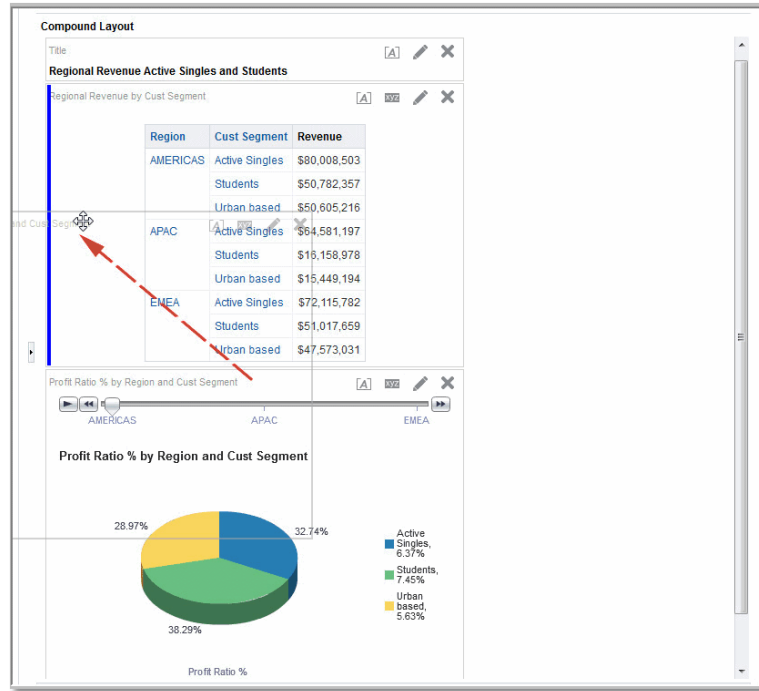 Compound Layout
Title
[A]
Regional Revenue Active Singles and Students
Regional Revenue by Cust Segment
[A] xyz
Region Cust Segment Revenue
AMERICAS Active Singles $80,008,503
Students $50,782,357
Urban based $50,605,216
and Cust Segm
[A]
APAC Active Singles $64,581,197
Students $16,158,978
Urban based $15,449,194
EMEA Active Singles $72,115,782
Students $51,017,659
Urban based $47,573,031
Profit Ratio % by Region and Cust Segment
[A] xyz
AMERICAS APAC EMEA
Profit Ratio % by Region and Cust Segment
28.97%
32.74%
38.29%
Active
Singles,
6.37%
Students,
7.45%
Urban
based,
5.63%
Profit Ratio %